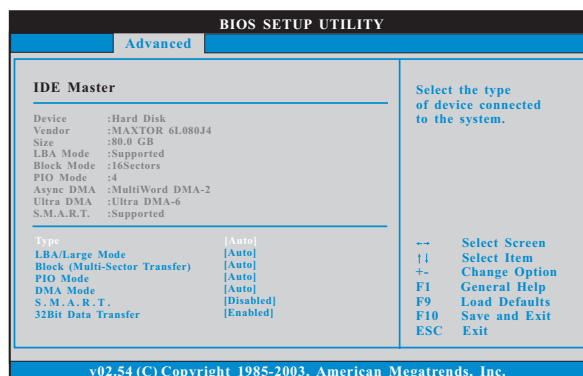 BIOS SETUP UTILITY
Advanced
IDE Master
Device :Hard Disk
Vendor :MAXTOR 6L080J4
Size :80.0 GB
LBA Mode :Supported
Block Mode :16Sectors
PIO Mode :4
Async DMA :MultiWord DMA-2
Ultra DMA :Ultra DMA-6
S.M.A.R.T. :Supported
Type [Auto]
LBA/Large Mode [Auto]
Block (Multi-Sector Transfer) [Auto]
PIO Mode [Auto]
DMA Mode [Auto]
S.M.A.R.T. [Disabled]
32Bit Data Transfer [Enabled]
Select the type
of device connected
to the system.
←→ Select Screen
↑↓ Select Item
+- Change Option
F1 General Help
F9 Load Defaults
F10 Save and Exit
ESC Exit
v02.54 (C) Copyright 1985-2003, American Megatrends, Inc.